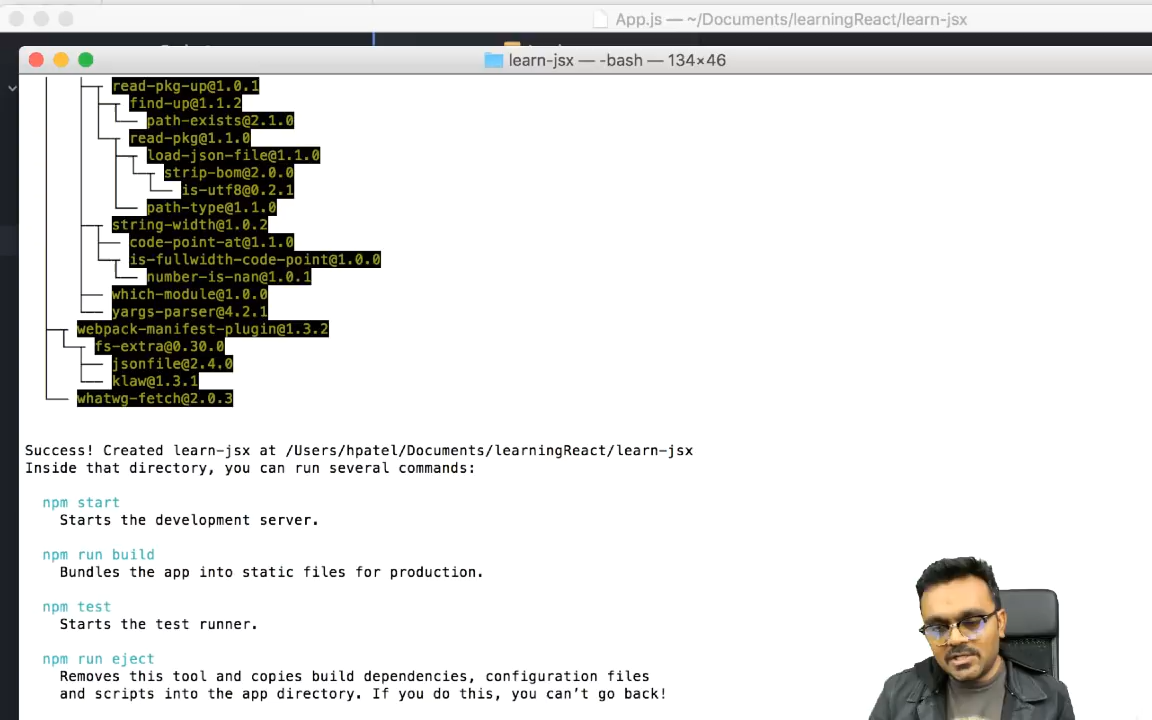 App.js — ~/Documents/learningReact/learn-jsx
learn-jsx — -bash — 134×46
read-pkg-up@1.0.1
find-up@1.1.2
path-exists@2.1.0
read-pkg@1.1.0
load-json-file@1.1.0
strip-bom@2.0.0
is-utf8@0.2.1
path-type@1.1.0
string-width@1.0.2
code-point-at@1.1.0
is-fullwidth-code-point@1.0.0
number-is-nan@1.0.1
which-module@1.0.0
yargs-parser@4.2.1
webpack-manifest-plugin@1.3.2
fs-extra@0.30.0
jsonfile@2.4.0
klaw@1.3.1
whatwg-fetch@2.0.3
Success! Created learn-jsx at /Users/hpatel/Documents/learningReact/learn-jsx
Inside that directory, you can run several commands:
npm start
Starts the development server.
npm run build
Bundles the app into static files for production.
npm test
Starts the test runner.
npm run eject
Removes this tool and copies build dependencies, configuration files
and scripts into the app directory. If you do this, you can’t go back!